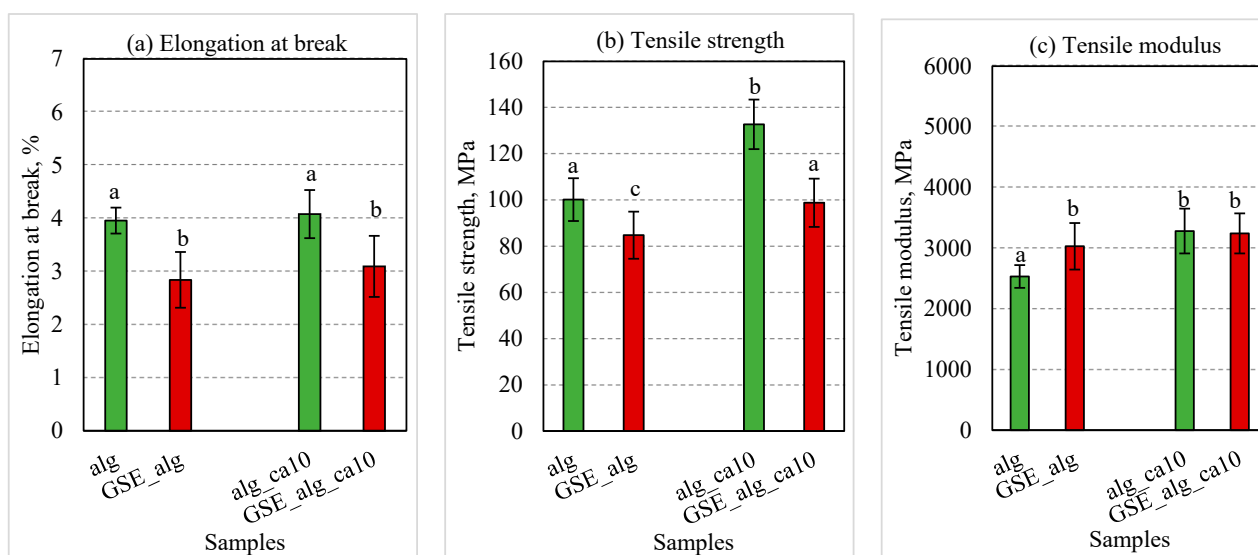 (a) Elongation at break
Elongation at break, %
7
6
5
4
3
2
1
0
a
b
a
b
alg
GSE_alg
alg_ca10
GSE_alg_ca10
Samples
(b) Tensile strength
Tensile strength, MPa
160
140
120
100
80
60
40
20
0
a
c
b
a
alg
GSE_alg
alg_ca10
GSE_alg_ca10
Samples
(c) Tensile modulus
Tensile modulus, MPa
6000
5000
4000
3000
2000
1000
0
a
b
b
b
alg
GSE_alg
alg_ca10
GSE_alg_ca10
Samples